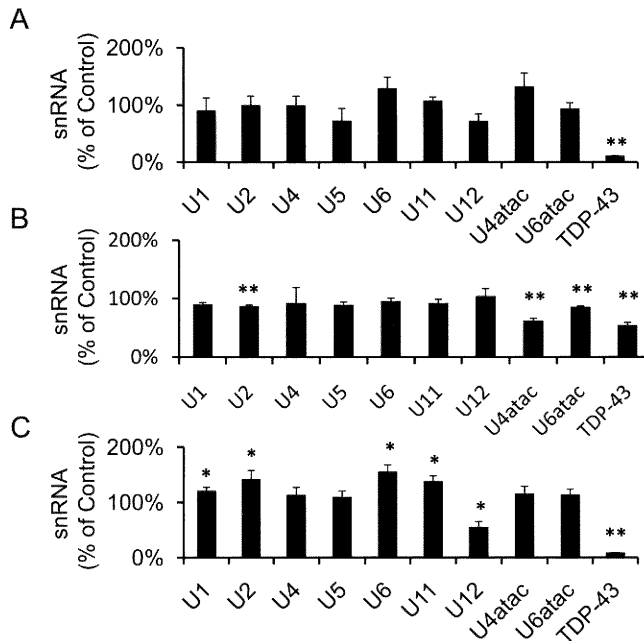 A
snRNA
(% of Control)
200%
100%
0%
**
U1
U2
U4
U5
U6
U11
U12
U4atac
U6atac
TDP-43
B
snRNA
(% of Control)
200%
100%
0%
**
**
**
**
U1
U2
U4
U5
U6
U11
U12
U4atac
U6atac
TDP-43
C
snRNA
(% of Control)
200%
100%
0%
*
*
*
*
*
**
U1
U2
U4
U5
U6
U11
U12
U4atac
U6atac
TDP-43